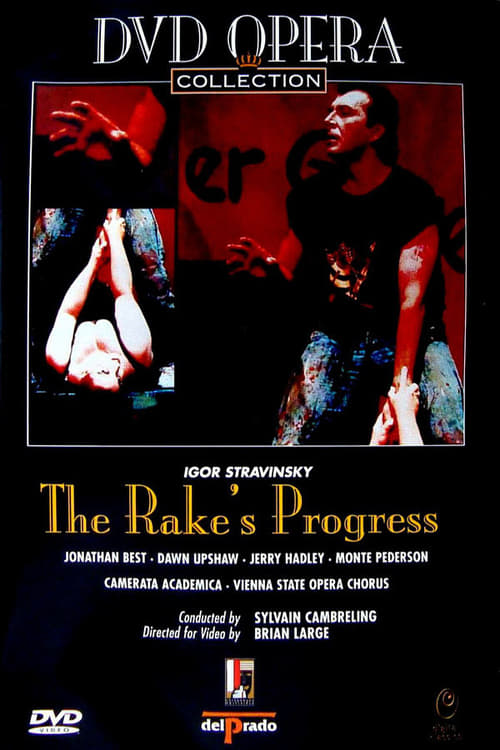 DVD OPERA
COLLECTION
er G
e
IGOR STRAVINSKY
The Rake's Progress
JONATHAN BEST · DAWN UPSHAW · JERRY HADLEY · MONTE PEDERSON
CAMERATA ACADEMICA · VIENNA STATE OPERA CHORUS
Conducted by SYLVAIN CAMBRELING
Directed for Video by BRIAN LARGE
DVD
VIDEO
delPrado